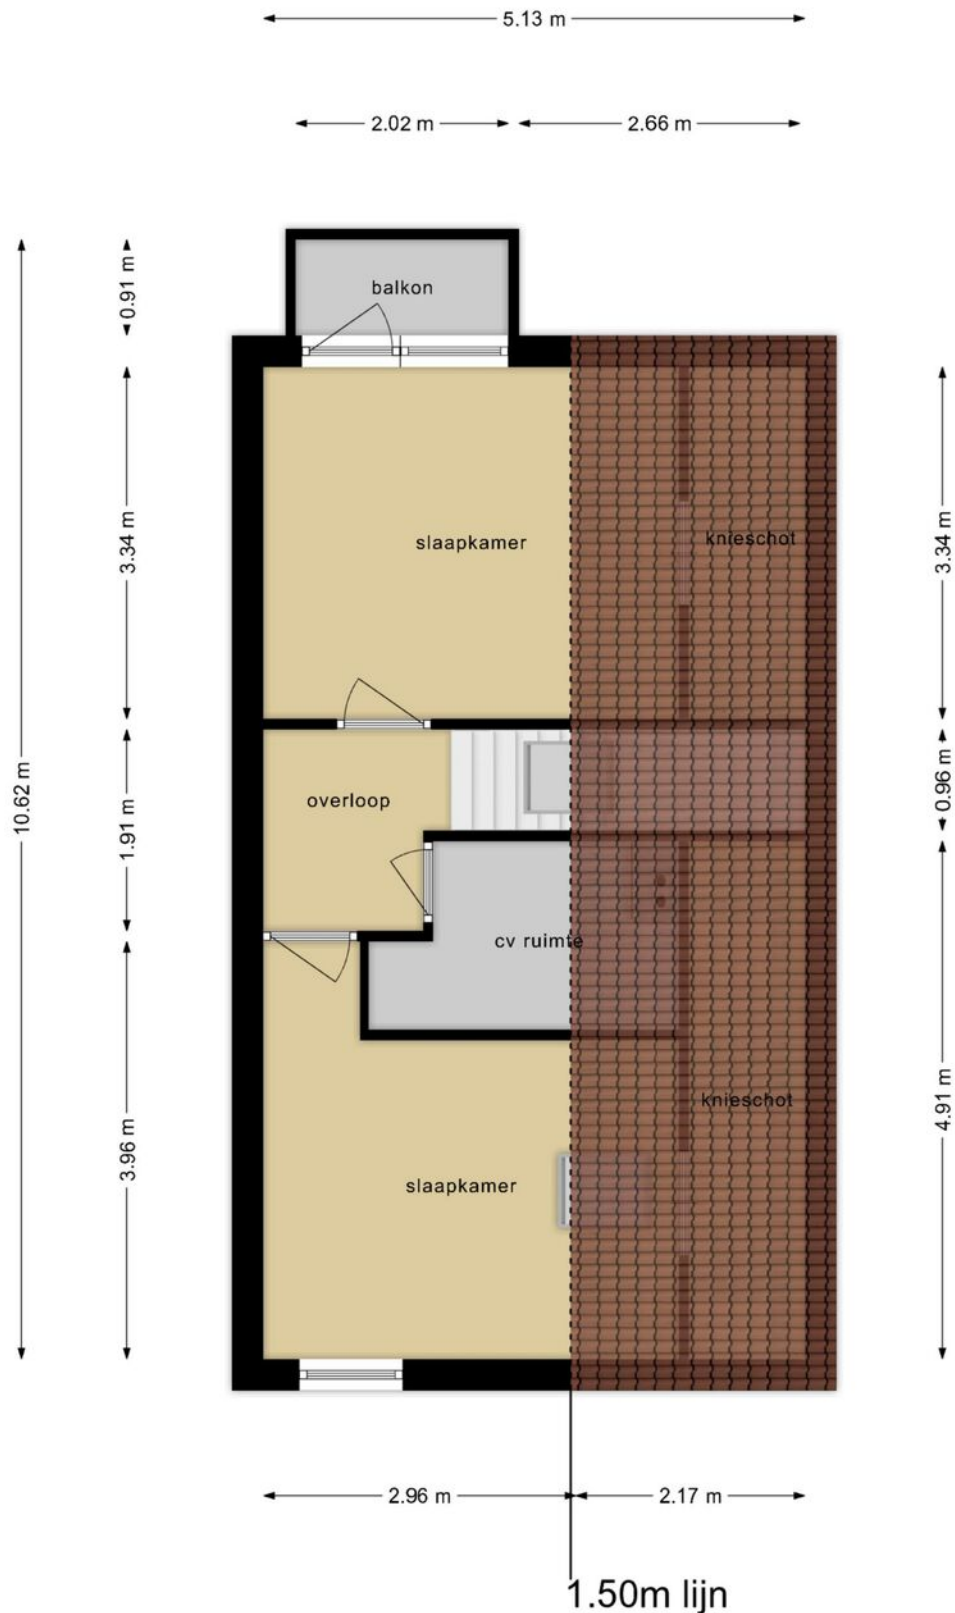 5.13 m
2.02 m
2.66 m
0.91 m
balkon
3.34 m
slaapkamer
knieschot
3.34 m
10.62 m
1.91 m
overloop
0.96 m
cv ruimte
3.96 m
knieschot
4.91 m
slaapkamer
2.96 m
2.17 m
1.50m lijn